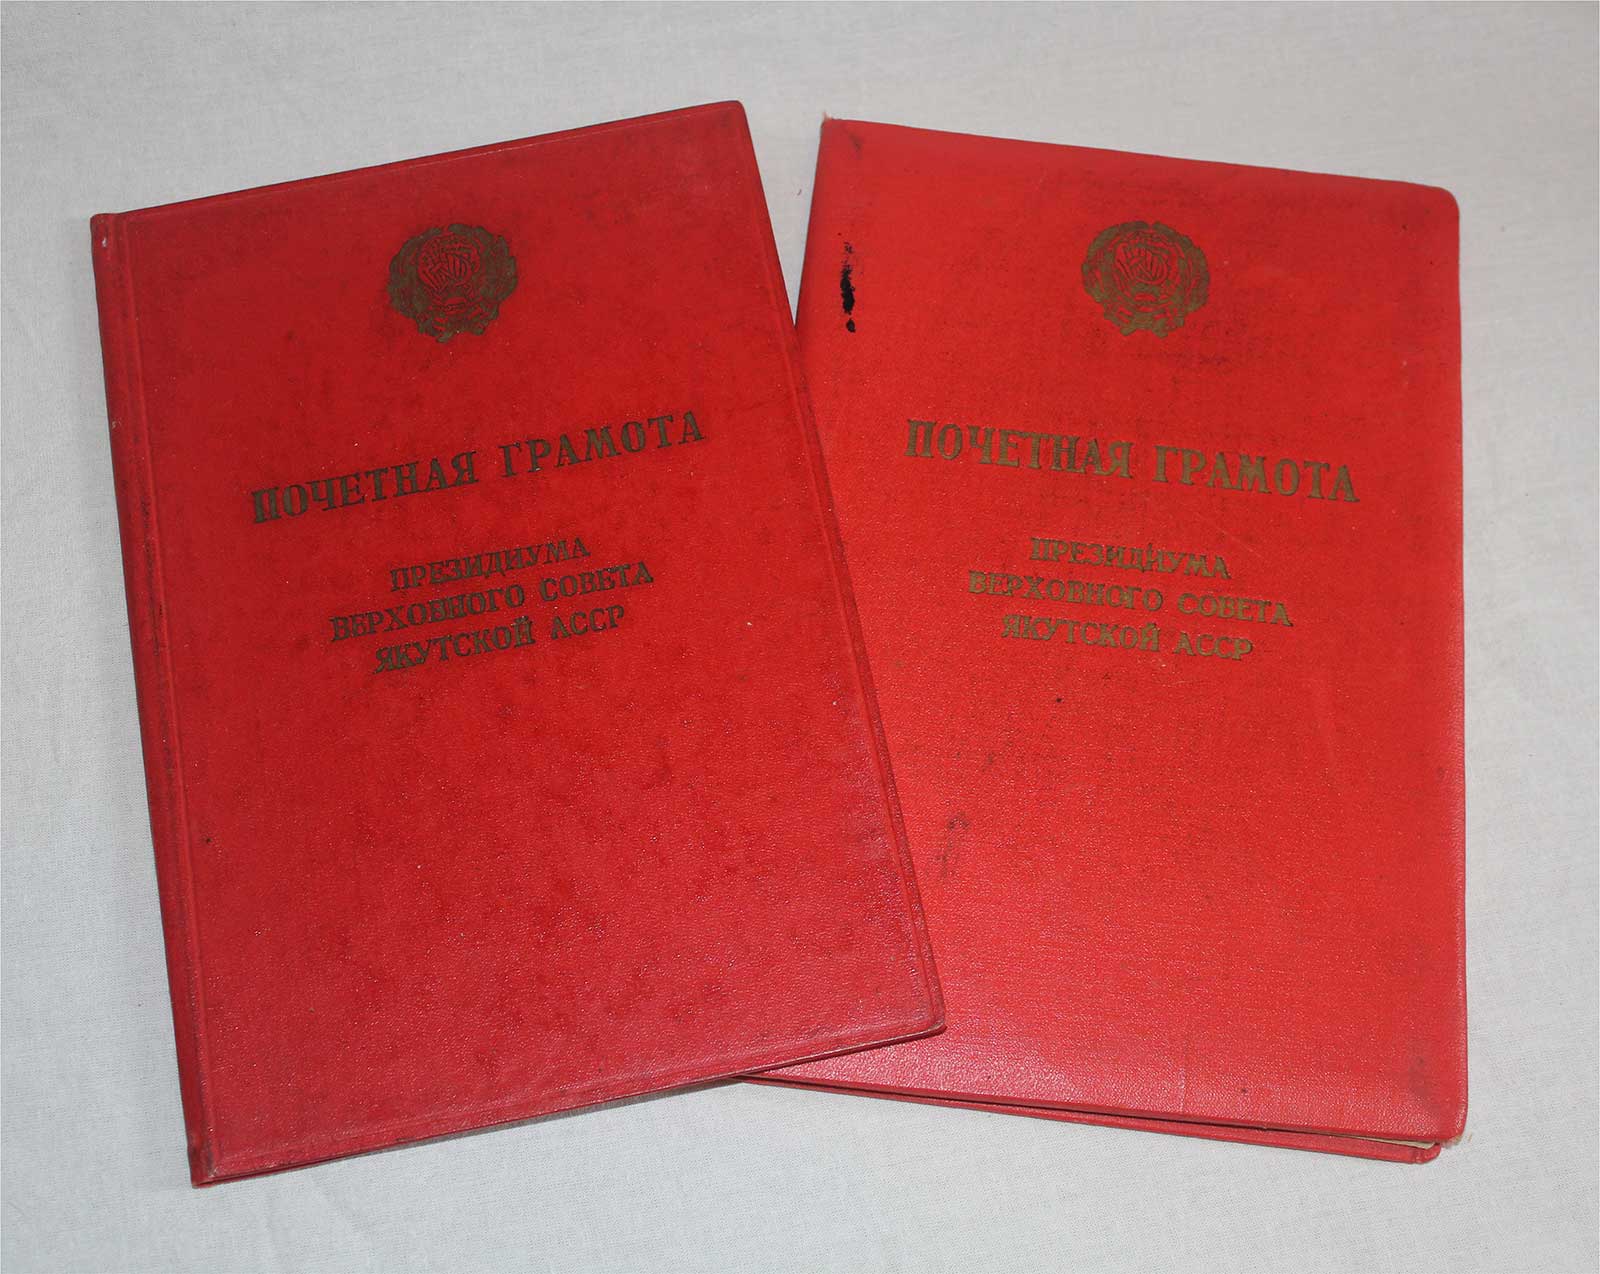 ПОЧЕТНАЯ ГРАМОТА
ПРЕЗИДИУМА
ВЕРХОВНОГО СОВЕТА
ЯКУТСКОЙ АССР
ПОЧЕТНАЯ ГРАМОТА
ПРЕЗИДИУМА
ВЕРХОВНОГО СОВЕТА
ЯКУТСКОЙ АССР